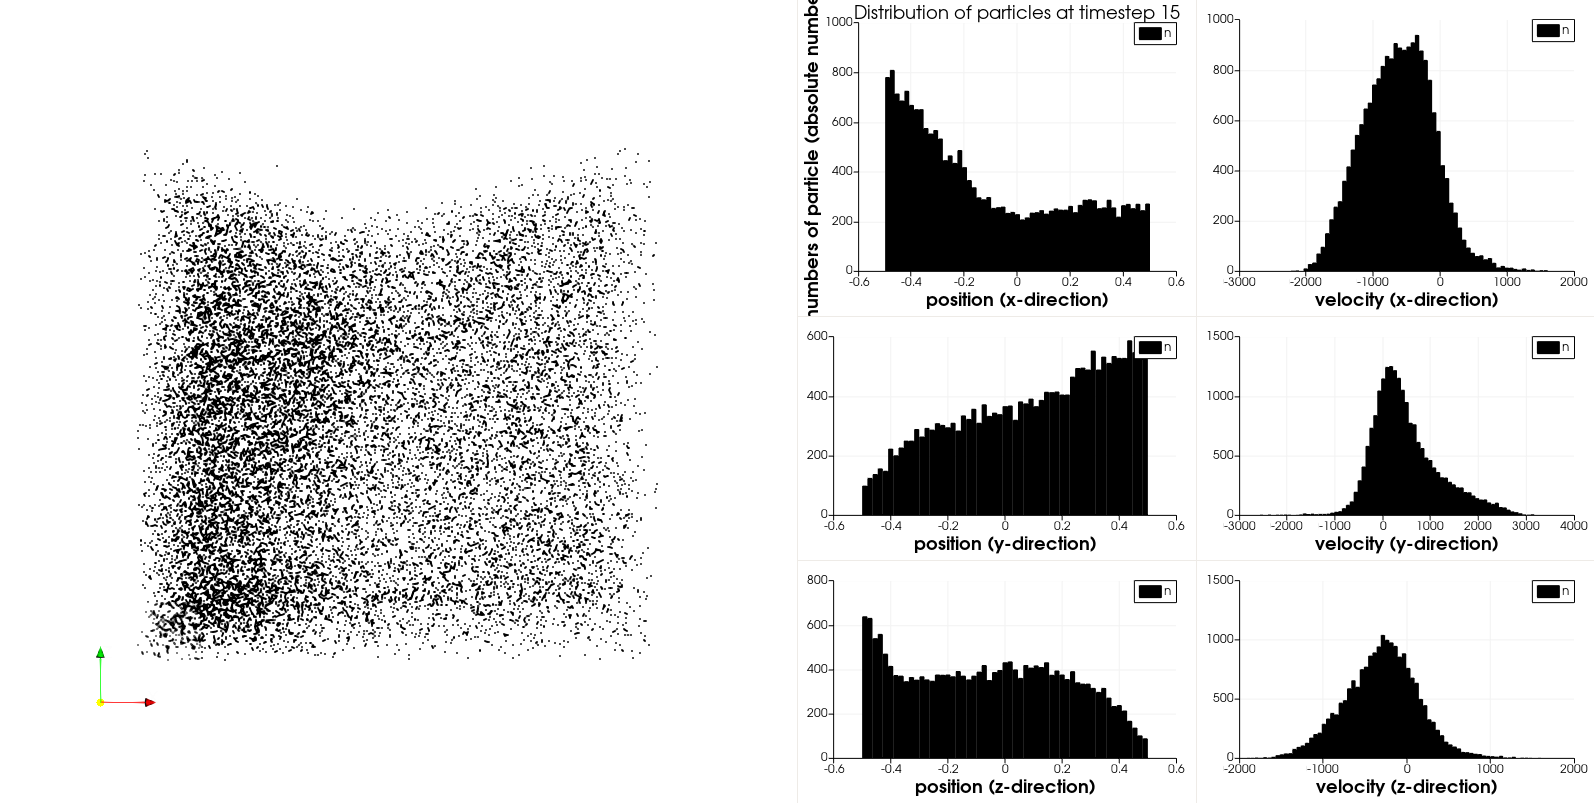 Distribution of particles at timestep 15
numbers of particle (absolute numbe
1000
800
600
400
200
0
n
-0.6 -0.4 -0.2 0 0.2 0.4 0.6
position (x-direction)
1000
800
600
400
200
0
n
-3000 -2000 -1000 0 1000 2000
velocity (x-direction)
600
400
200
0
n
-0.6 -0.4 -0.2 0 0.2 0.4 0.6
position (y-direction)
1500
1000
500
0
n
-3000 -2000 -1000 0 1000 2000 3000 4000
velocity (y-direction)
800
600
400
200
0
n
-0.6 -0.4 -0.2 0 0.2 0.4 0.6
position (z-direction)
1500
1000
500
0
n
-2000 -1000 0 1000 2000
velocity (z-direction)